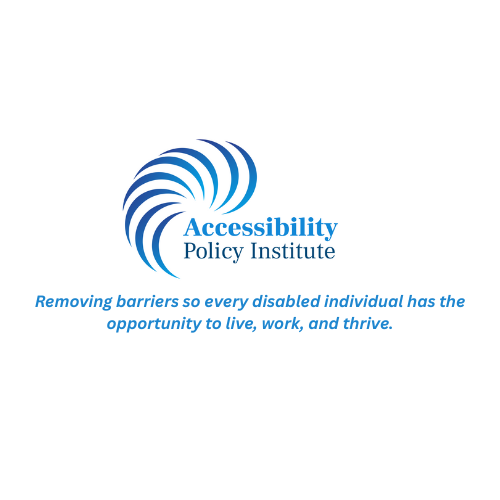 Accessibility
Policy Institute
Removing barriers so every disabled individual has the
opportunity to live, work, and thrive.